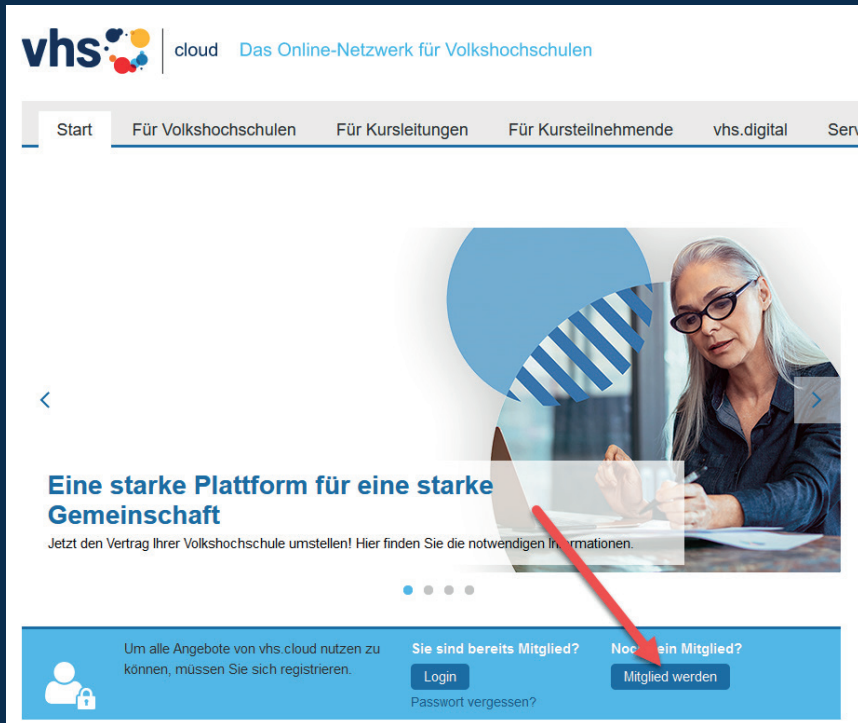 vhs cloud Das Online-Netzwerk für Volkshochschulen
Start Für Volkshochschulen Für Kursleitungen Für Kursteilnehmende vhs.digital
Eine starke Plattform für eine starke
Gemeinschaft
Jetzt den Vertrag Ihrer Volkshochschule umstellen! Hier finden Sie die notwendigen Informationen.
Um alle Angebote von vhs.cloud nutzen zu
können, müssen Sie sich registrieren.
Sie sind bereits Mitglied?
Login
Passwort vergessen?
Noch kein Mitglied?
Mitglied werden